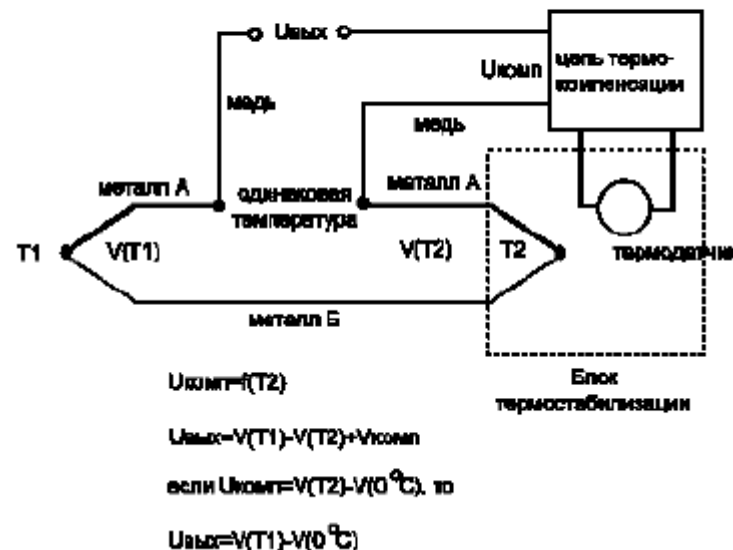 Uвых
Uкомп
цепь термо-
компенсации
медь
медь
металл А
одинаковая
температура
металл А
T1
V(T1)
V(T2)
T2
термодатчик
металл Б
Блок
термостабилизации
Uкомп=f(T2)
Uвых=V(T1)-V(T2)+Vкомп
если Uкомп=V(T2)-V(0°C), то
Uвых=V(T1)-V(0°C)